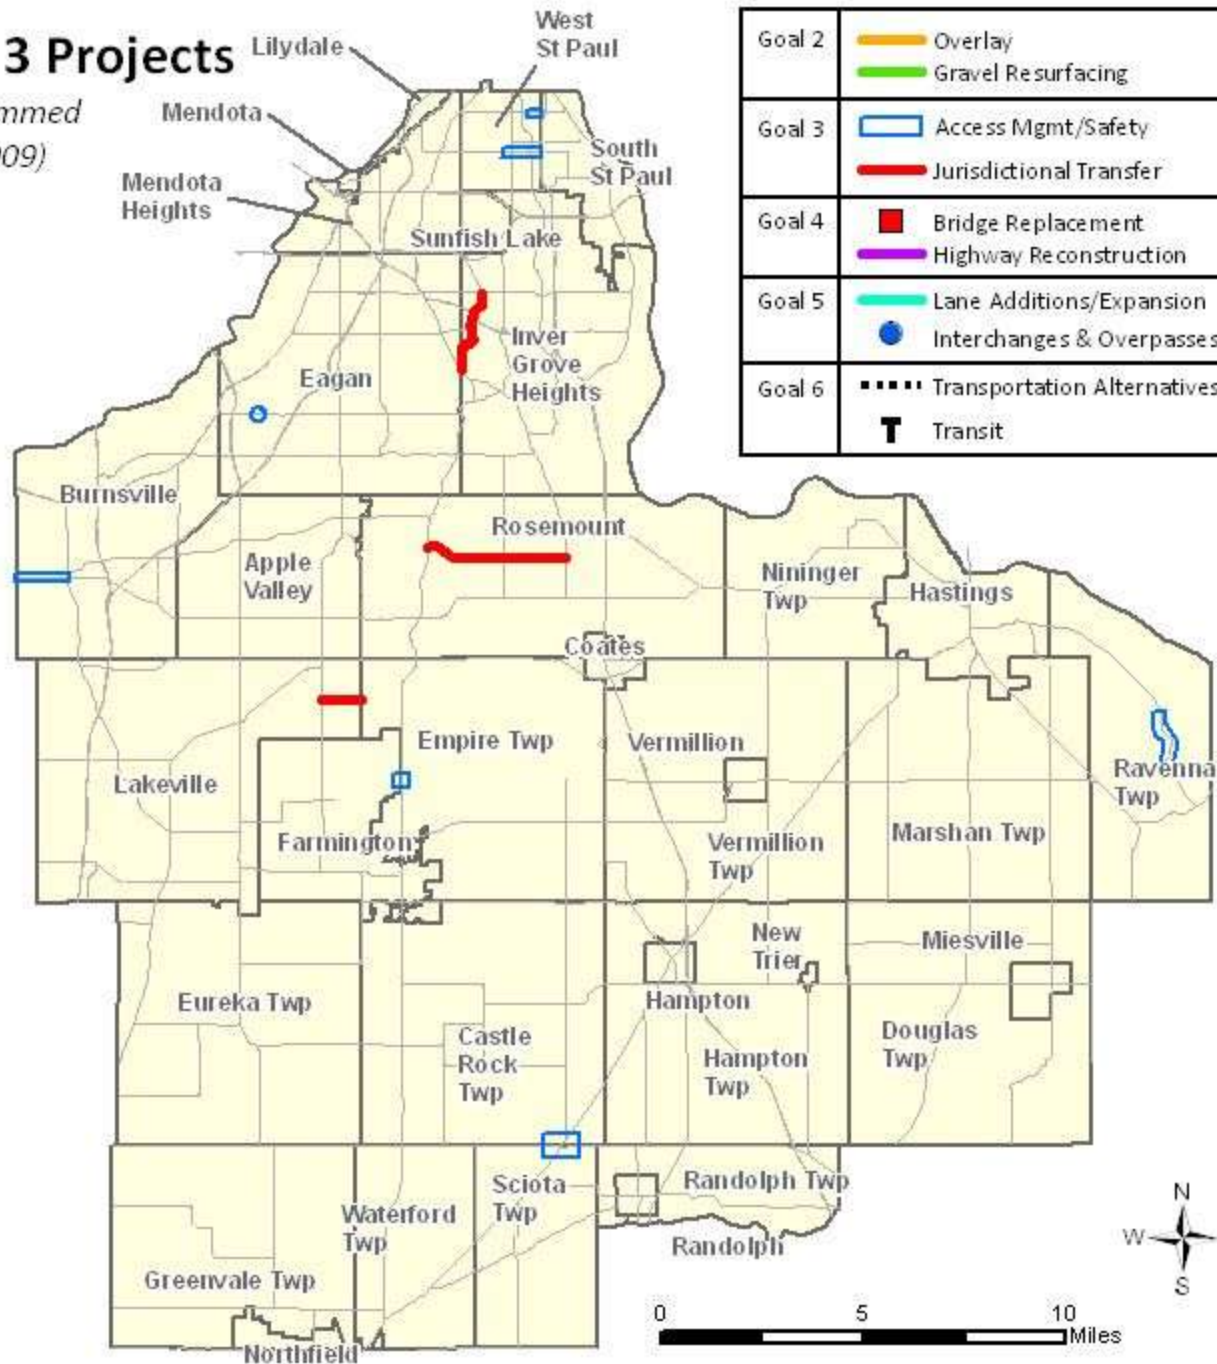 3 Projects
mmed
09)
Lilydale
West
St Paul
Mendota
South
St Paul
Mendota
Heights
Sunfish Lake
Goal 2
Overlay
Gravel Resurfacing
Goal 3
Access Mgmt/Safety
Jurisdictional Transfer
Goal 4
Bridge Replacement
Highway Reconstruction
Goal 5
Lane Additions/Expansion
Interchanges & Overpasses
Goal 6
Transportation Alternatives
Transit
Inver
Grove
Heights
Eagan
Burnsville
Rosemount
Apple
Valley
Nininger
Twp
Hastings
Coates
Empire Twp
Vermillion
Lakeville
Ravenna
Twp
Farmington
Vermillion
Twp
Marshan Twp
New
Trier
Miesville
Eureka Twp
Hampton
Castle
Rock
Twp
Hampton
Twp
Douglas
Twp
Sciota
Twp
Randolph Twp
Waterford
Twp
Randolph
Greenvale Twp
Northfield
N
W
S
0 5 10
Miles